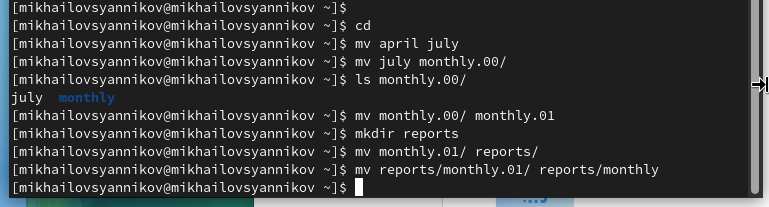 [mikhailovsyannikov@mikhailovsyannikov ~]$
[mikhailovsyannikov@mikhailovsyannikov ~]$ cd
[mikhailovsyannikov@mikhailovsyannikov ~]$ mv april july
[mikhailovsyannikov@mikhailovsyannikov ~]$ mv july monthly.00/
[mikhailovsyannikov@mikhailovsyannikov ~]$ ls monthly.00/
july  monthly
[mikhailovsyannikov@mikhailovsyannikov ~]$ mv monthly.00/ monthly.01
[mikhailovsyannikov@mikhailovsyannikov ~]$ mkdir reports
[mikhailovsyannikov@mikhailovsyannikov ~]$ mv monthly.01/ reports/
[mikhailovsyannikov@mikhailovsyannikov ~]$ mv reports/monthly.01/ reports/monthly
[mikhailovsyannikov@mikhailovsyannikov ~]$